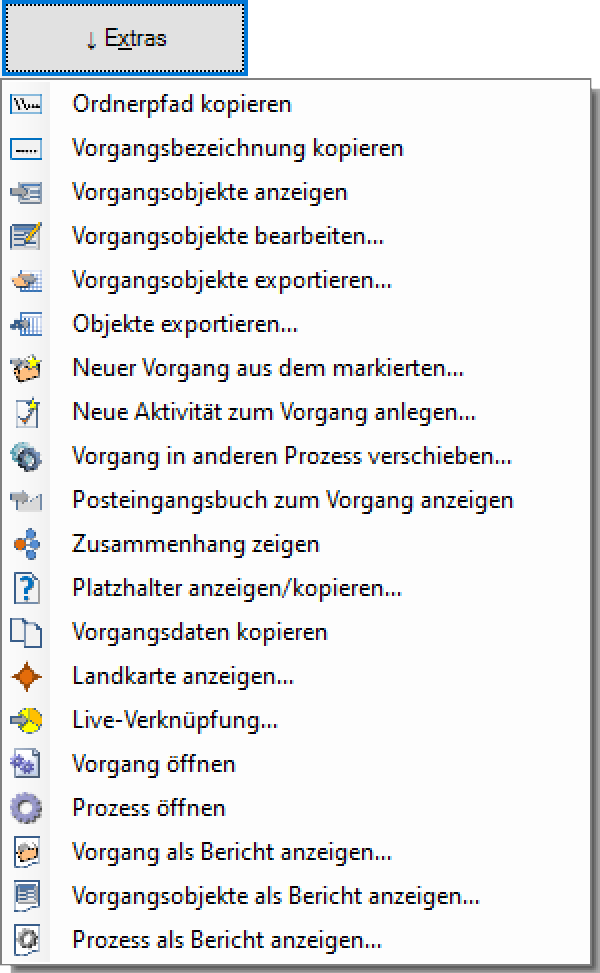 ↓ Extras
Ordnerpfad kopieren
Vorgangsbezeichnung kopieren
Vorgangsobjekte anzeigen
Vorgangsobjekte bearbeiten...
Vorgangsobjekte exportieren...
Objekte exportieren...
Neuer Vorgang aus dem markierten...
Neue Aktivität zum Vorgang anlegen...
Vorgang in anderen Prozess verschieben...
Posteingangsbuch zum Vorgang anzeigen
Zusammenhang zeigen
Platzhalter anzeigen/kopieren...
Vorgangsdaten kopieren
Landkarte anzeigen...
Live-Verknüpfung...
Vorgang öffnen
Prozess öffnen
Vorgang als Bericht anzeigen...
Vorgangsobjekte als Bericht anzeigen...
Prozess als Bericht anzeigen...